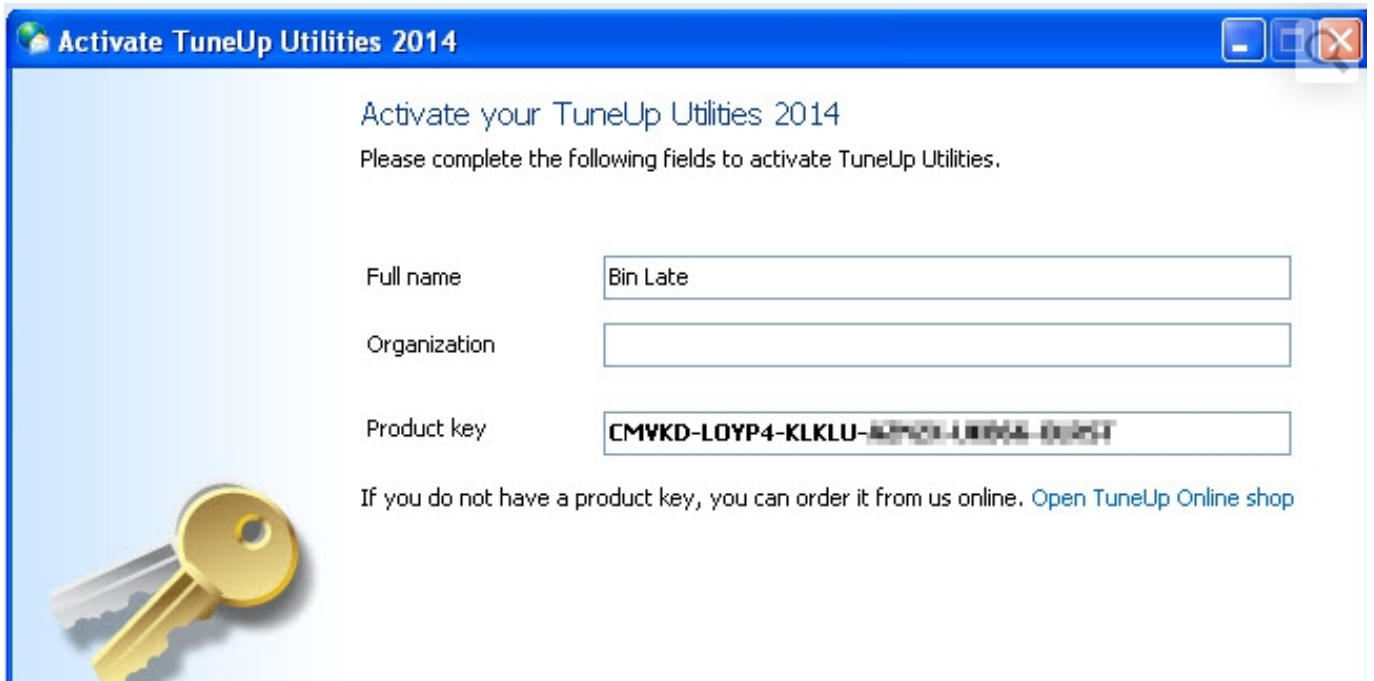 Activate TuneUp Utilities 2014
Activate your TuneUp Utilities 2014
Please complete the following fields to activate TuneUp Utilities.
Full name Bin Late
Organization
Product key CMVKD-LOYP4-KLKLU-
If you do not have a product key, you can order it from us online. Open TuneUp Online shop